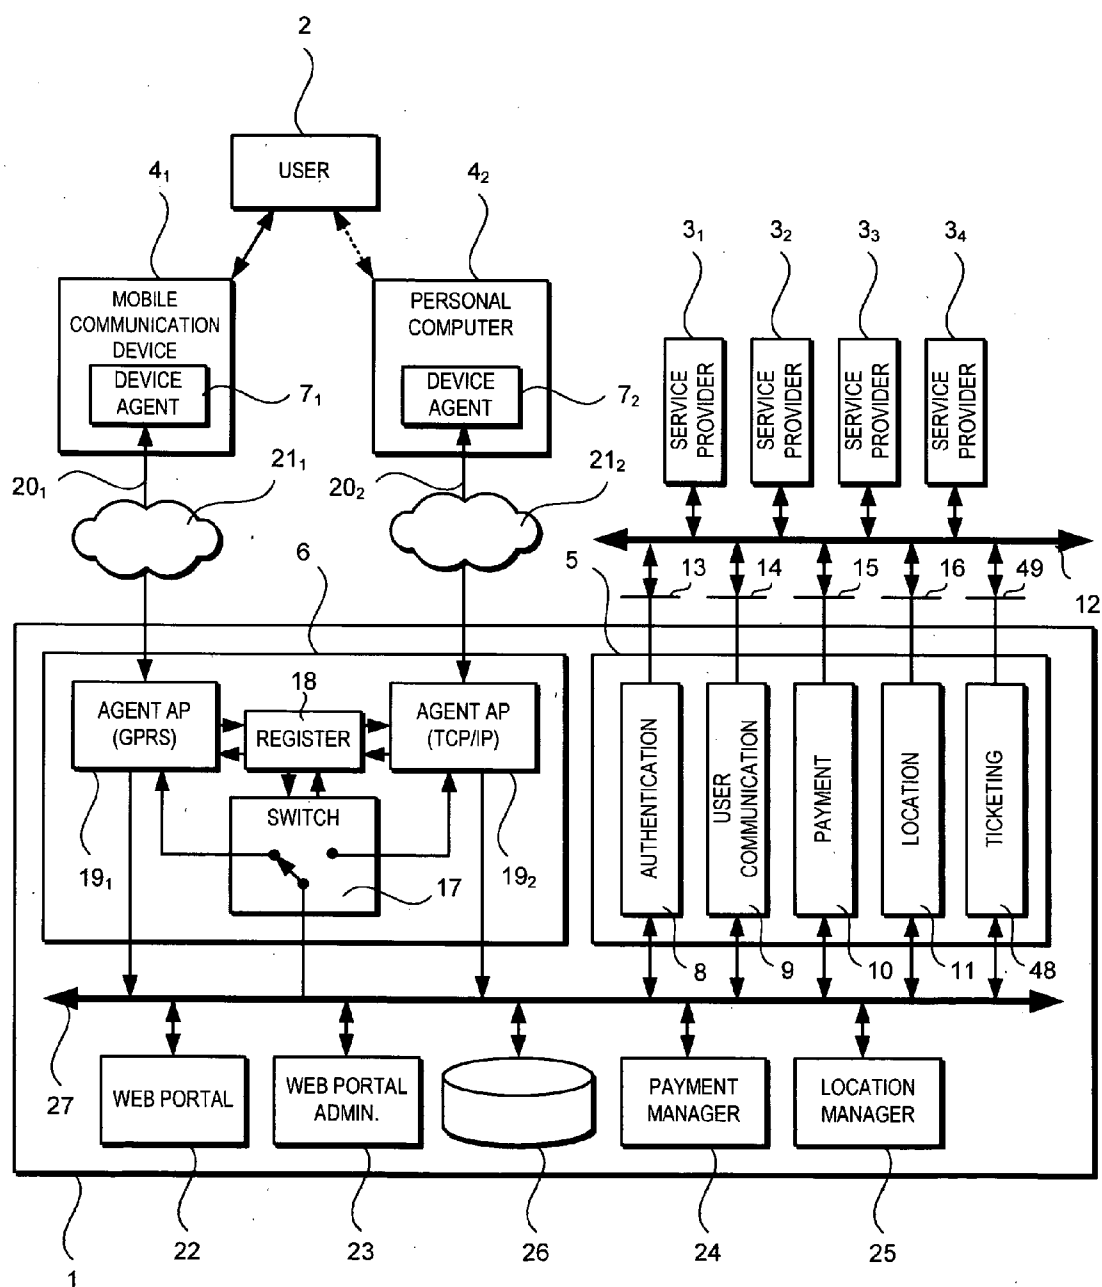 2
USER
4₁
4₂
3₁
3₂
3₃
3₄
MOBILE
COMMUNICATION
DEVICE
DEVICE
AGENT
7₁
PERSONAL
COMPUTER
DEVICE
AGENT
7₂
SERVICE
PROVIDER
SERVICE
PROVIDER
SERVICE
PROVIDER
SERVICE
PROVIDER
20₁
21₁
20₂
21₂
6
5
13
14
15
16
49
12
AGENT AP
(GPRS)
18
REGISTER
AGENT AP
(TCP/IP)
SWITCH
17
19₁
19₂
AUTHENTICATION
USER
COMMUNICATION
PAYMENT
LOCATION
TICKETING
8
9
10
11
48
27
WEB PORTAL
WEB PORTAL
ADMIN.
PAYMENT
MANAGER
LOCATION
MANAGER
1
22
23
26
24
25